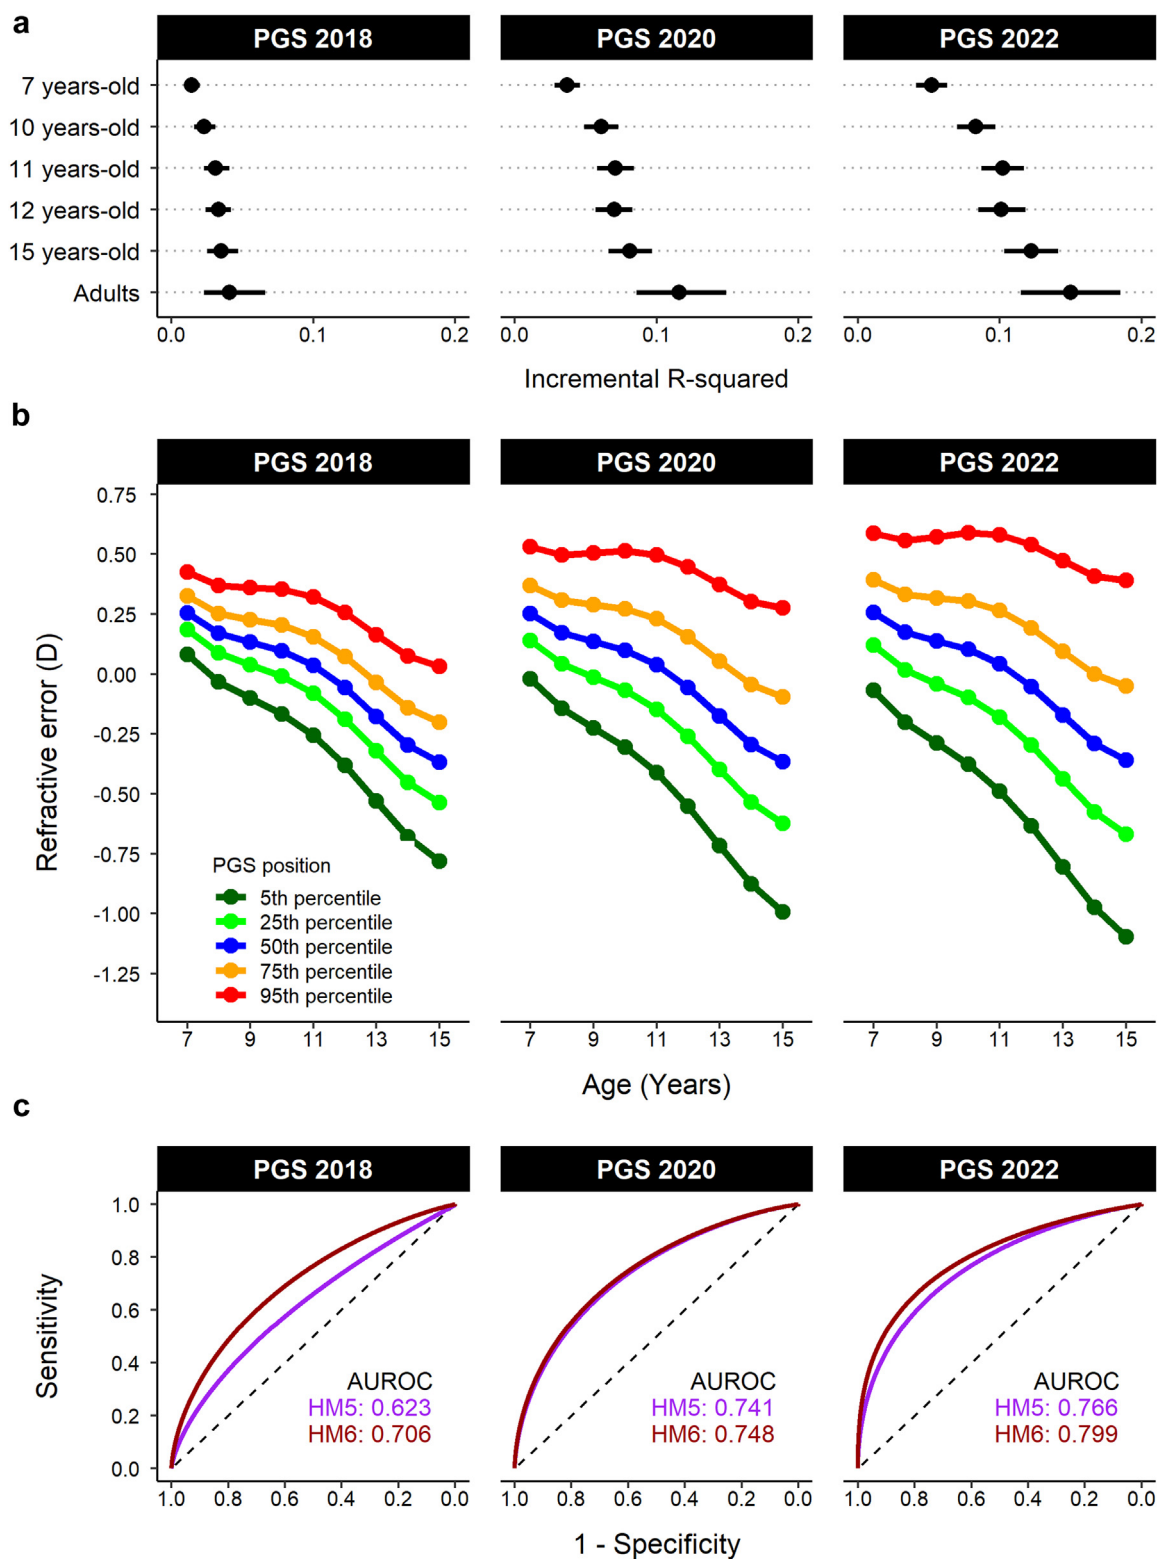 a
PGS 2018 PGS 2020 PGS 2022
7 years-old
10 years-old
11 years-old
12 years-old
15 years-old
Adults
0.0 0.1 0.2 0.0 0.1 0.2 0.0 0.1 0.2
Incremental R-squared
b
PGS 2018 PGS 2020 PGS 2022
Refractive error (D)
0.75
0.50
0.25
0.00
-0.25
-0.50
-0.75
-1.00
-1.25
PGS position
5th percentile
25th percentile
50th percentile
75th percentile
95th percentile
7 9 11 13 15 7 9 11 13 15 7 9 11 13 15
Age (Years)
c
PGS 2018 PGS 2020 PGS 2022
Sensitivity
1.0
0.8
0.6
0.4
0.2
0.0
AUROC
HM5: 0.623
HM6: 0.706
AUROC
HM5: 0.741
HM6: 0.748
AUROC
HM5: 0.766
HM6: 0.799
1.0 0.8 0.6 0.4 0.2 0.0 1.0 0.8 0.6 0.4 0.2 0.0 1.0 0.8 0.6 0.4 0.2 0.0
1 - Specificity